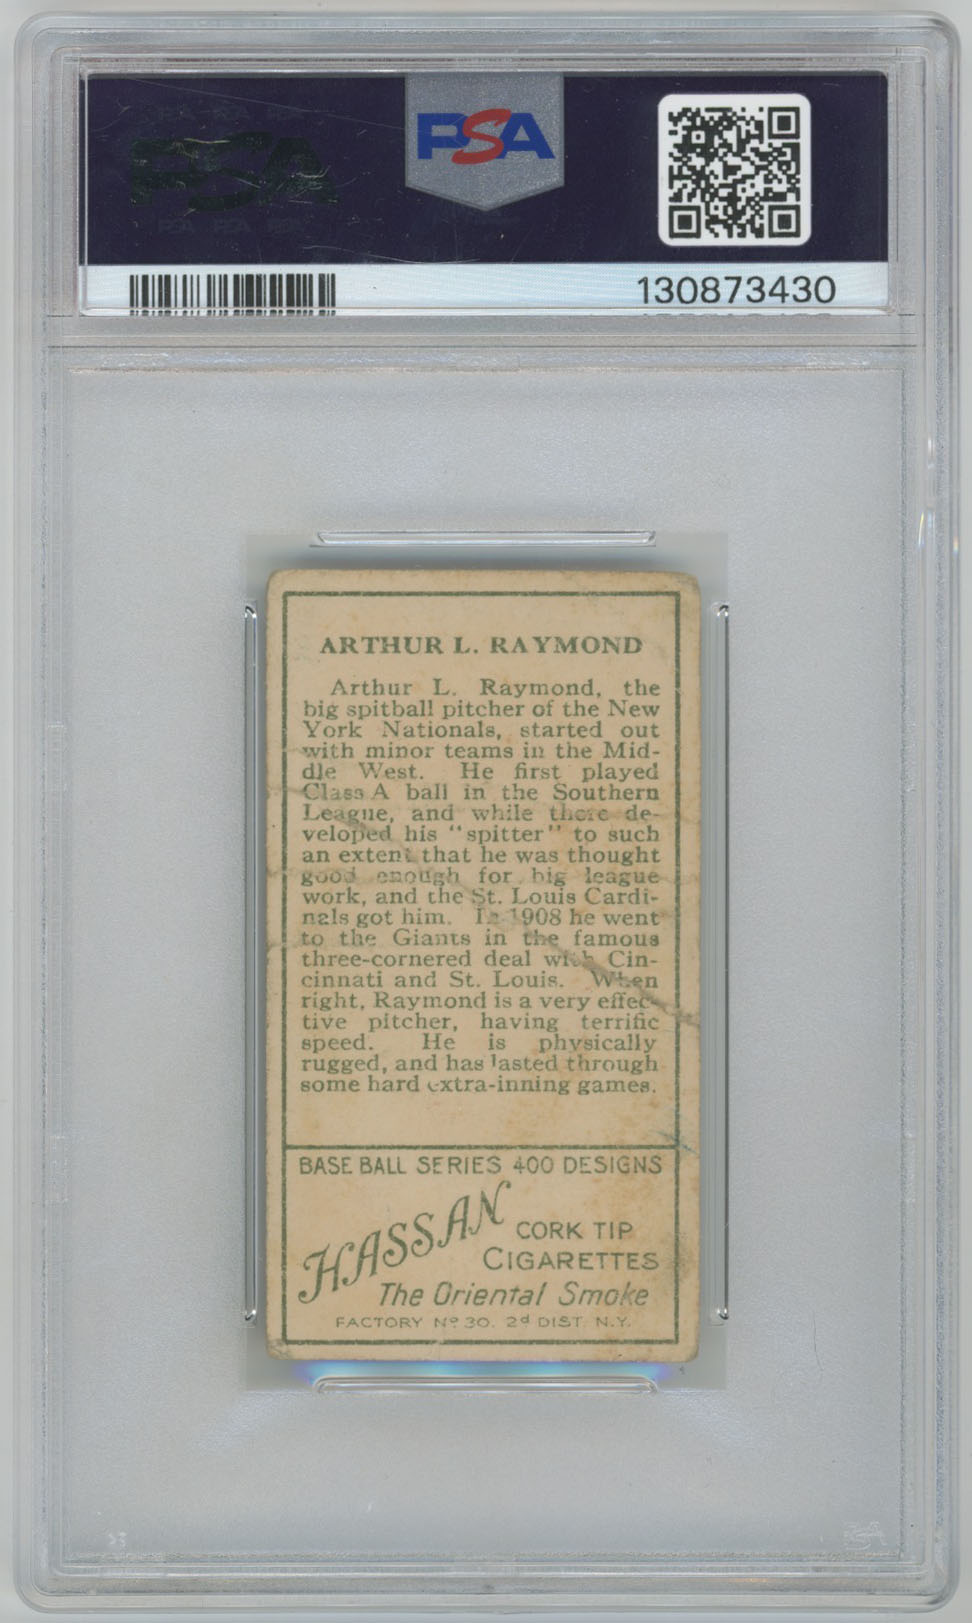 PSA
PSA
130873430
ARTHUR L. RAYMOND
Arthur L. Raymond, the
big spitball pitcher of the New
York Nationals, started out
with minor teams in the Mid-
dle West. He first played
Class A ball in the Southern
League, and while there de-
veloped his "spitter" to such
an extent that he was thought
good enough for big league
work, and the St. Louis Cardi-
nals got him. In 1908 he went
to the Giants in the famous
three-cornered deal with Cin-
cinnati and St. Louis. When
right, Raymond is a very effec-
tive pitcher, having terrific
speed. He is physically
rugged, and has lasted through
some hard extra-inning games.
BASE BALL SERIES 400 DESIGNS
HASSAN
CORK TIP
CIGARETTES
The Oriental Smoke
FACTORY Nº 30. 2d DIST. N.Y.